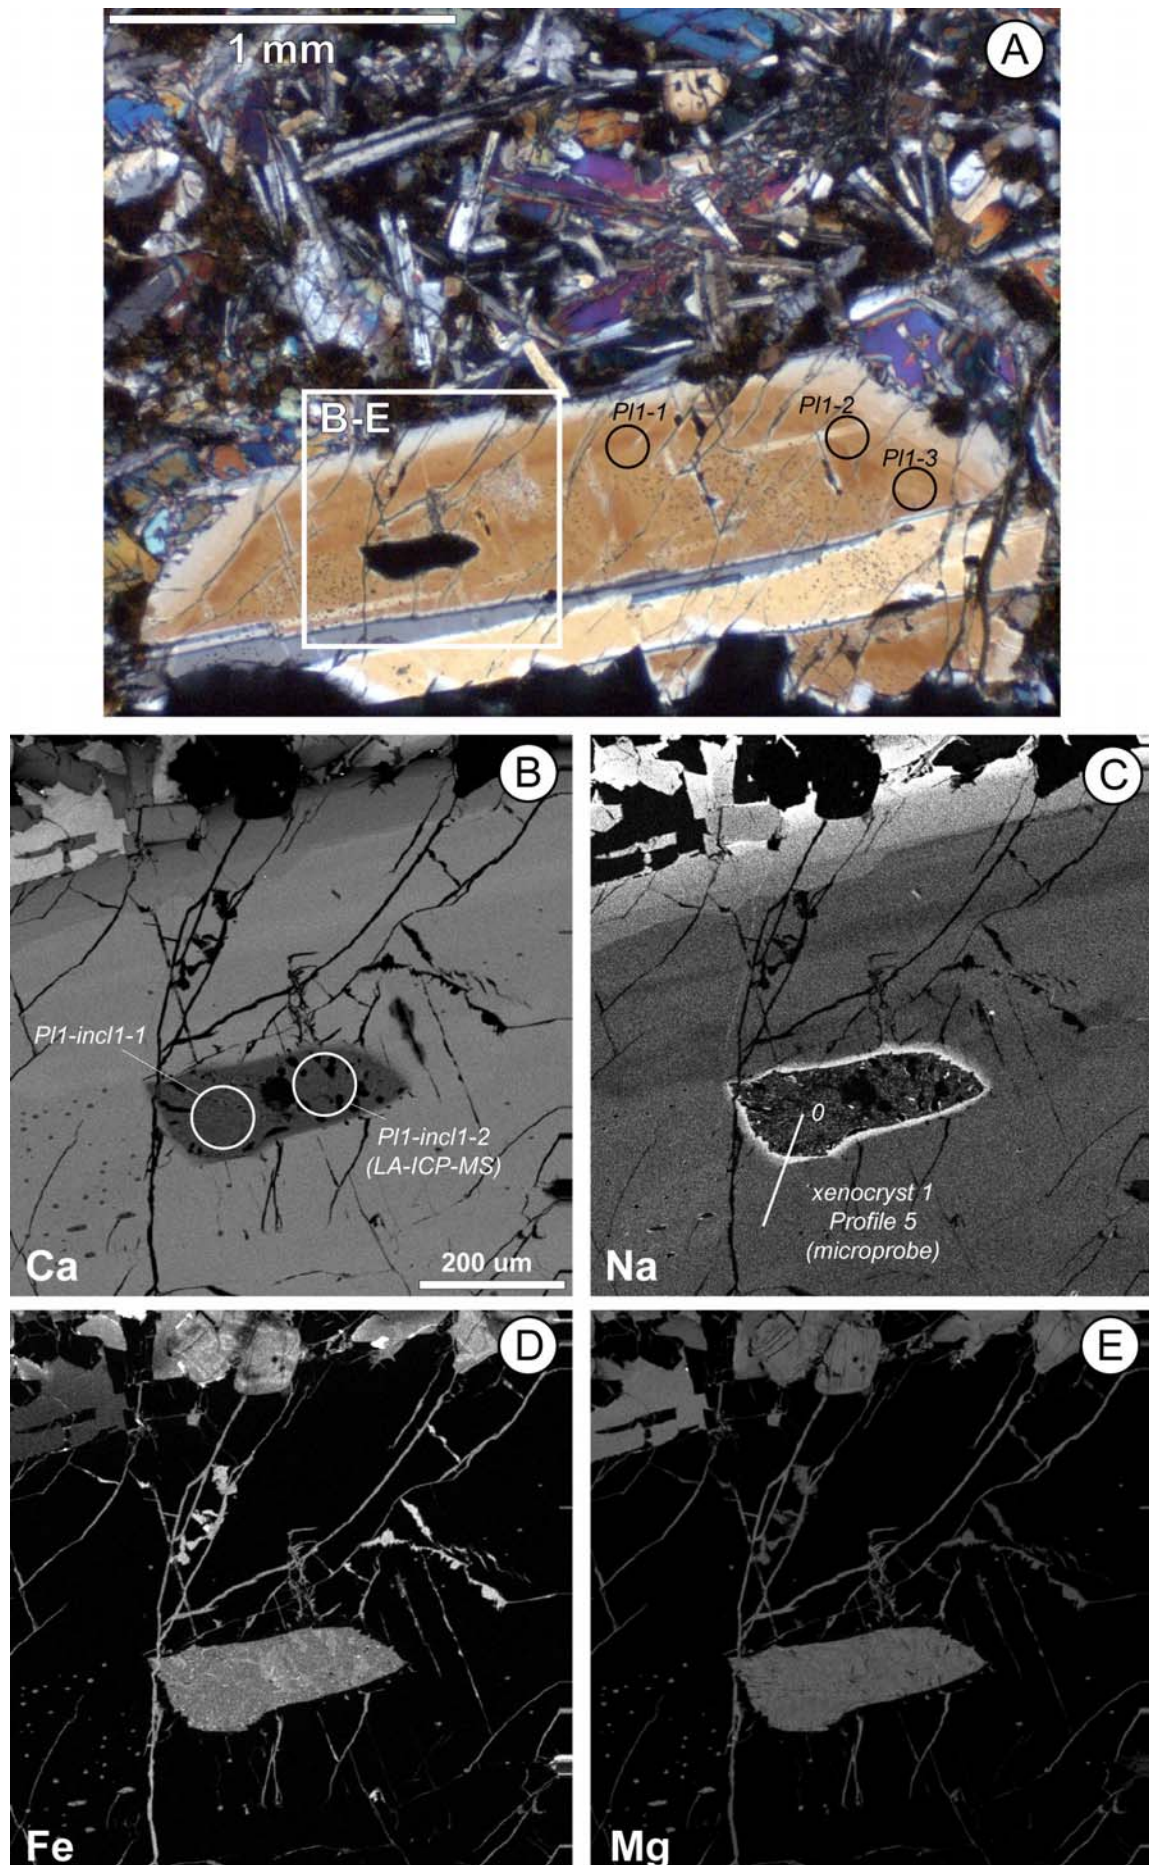 1 mm
A
B-E
Pl1-1
Pl1-2
Pl1-3
B
Pl1-incl1-1
Pl1-incl1-2
(LA-ICP-MS)
Ca
200 um
C
0
xenocryst 1
Profile 5
(microprobe)
Na
D
Fe
E
Mg